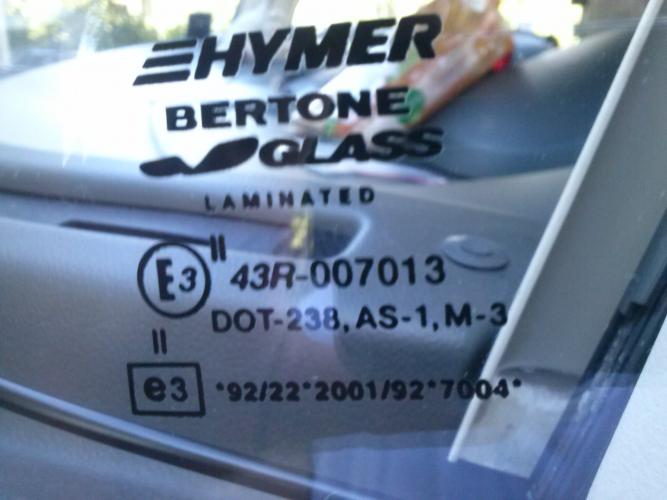 HYMER
BERTONE
GLASS
LAMINATED
E3 II 43R-007013
DOT-238, AS-1, M-3
II
e3 *92/22*2001/92*7004*